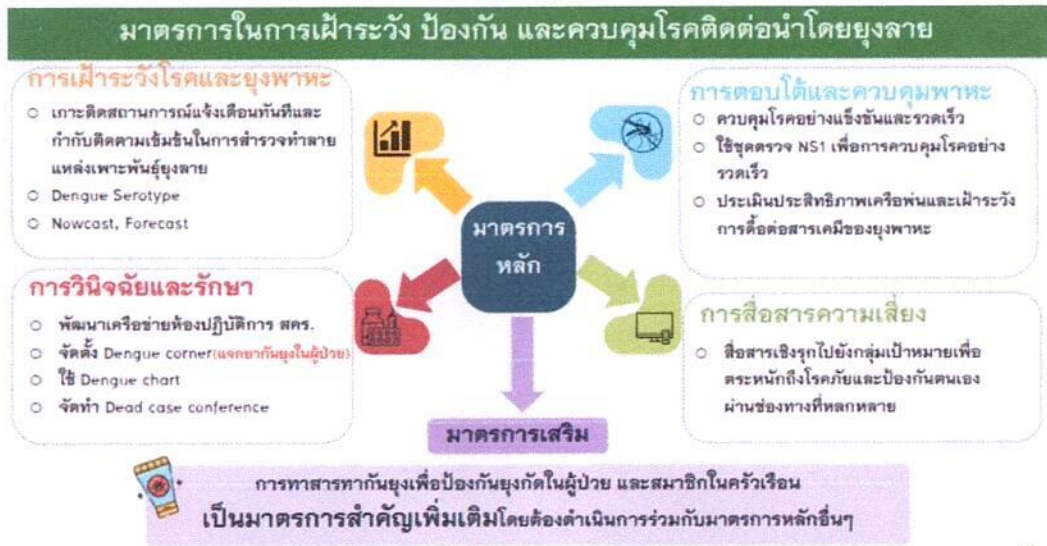 มาตรการในการเฝ้าระวัง ป้องกัน และควบคุมโรคติดต่อนำโดยยุงลาย
การเฝ้าระวังโรคและยุงพาหะ
เกาะติดสถานการณ์แจ้งเตือนทันทีและ
กำกับติดตามเข้มข้นในการสำรวจทำลาย
แหล่งเพาะพันธุ์ยุงลาย
Dengue Serotype
Nowcast, Forecast
การตอบโต้และควบคุมพาหะ
ควบคุมโรคอย่างแข็งขันและรวดเร็ว
ใช้ชุดตรวจ NS1 เพื่อการควบคุมโรคอย่าง
รวดเร็ว
ประเมินประสิทธิภาพเครื่อพ่นและเฝ้าระวัง
การดื้อต่อสารเคมีของยุงพาหะ
มาตรการ
หลัก
การวินิจฉัยและรักษา
พัฒนาเครือข่ายห้องปฏิบัติการ สคร.
จัดตั้ง Dengue corner(แจกยากันยุงในผู้ป่วย)
ใช้ Dengue chart
จัดทำ Dead case conference
การสื่อสารความเสี่ยง
สื่อสารเชิงรุกไปยังกลุ่มเป้าหมายเพื่อ
ตระหนักถึงโรคภัยและป้องกันตนเอง
ผ่านช่องทางที่หลากหลาย
มาตรการเสริม
การทาสารทากันยุงเพื่อป้องกันยุงกัดในผู้ป่วย และสมาชิกในครัวเรือน
เป็นมาตรการสำคัญเพิ่มเติมโดยต้องดำเนินการร่วมกับมาตรการหลักอื่นๆ